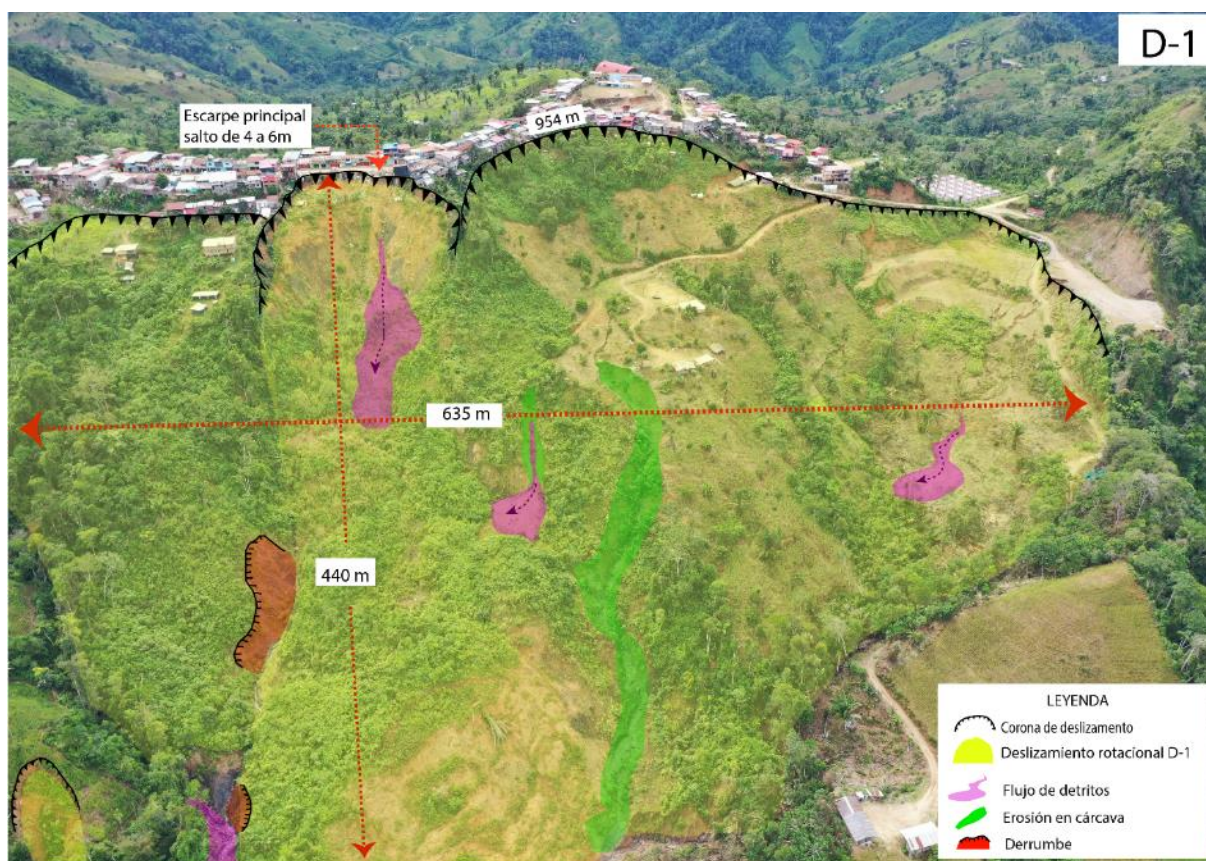 D-1
Escarpe principal
salto de 4 a 6m
954 m
635 m
440 m
LEYENDA
Corona de deslizamiento
Deslizamiento rotacional D-1
Flujo de detritos
Erosión en cárcava
Derrumbe